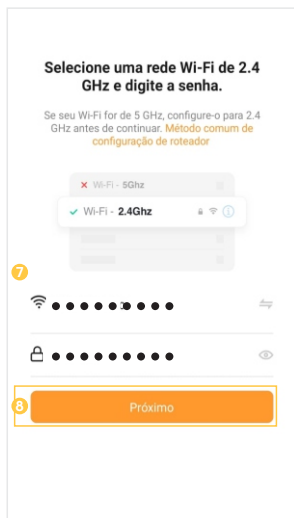 Selecione uma rede Wi-Fi de 2.4
GHz e digite a senha.
Se seu Wi-Fi for de 5 GHz, configure-o para 2.4
GHz antes de continuar. Método comum de
configuração de roteador
Wi-Fi - 5Ghz
Wi-Fi - 2.4Ghz
7
8
Próximo